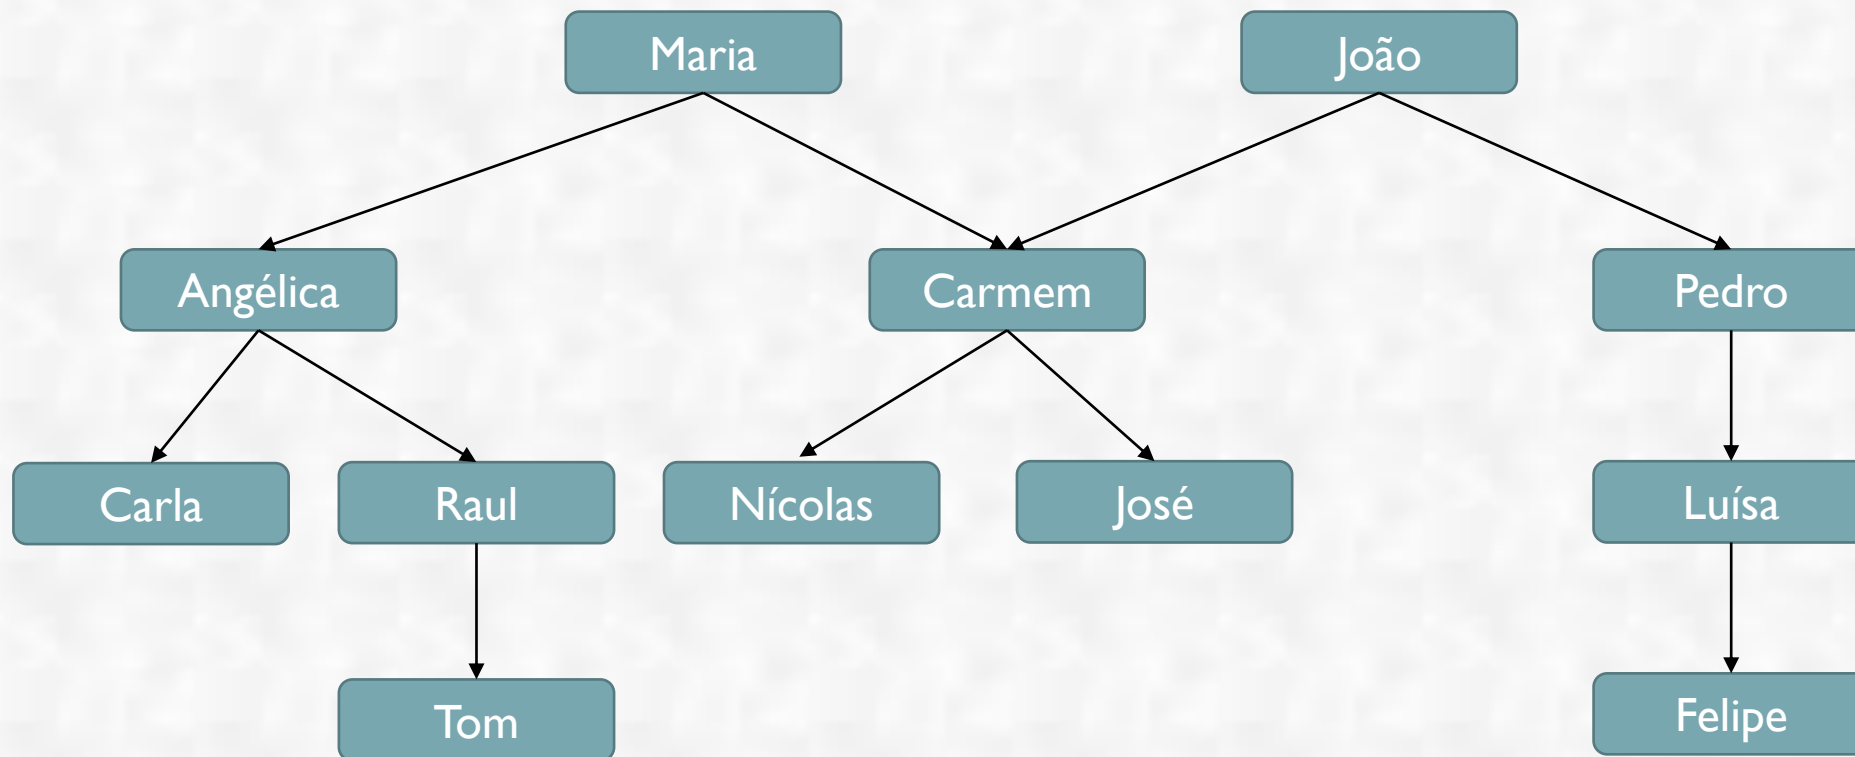 Maria
João
Angélica
Carmem
Pedro
Carla
Raul
Nícolas
José
Luísa
Tom
Felipe